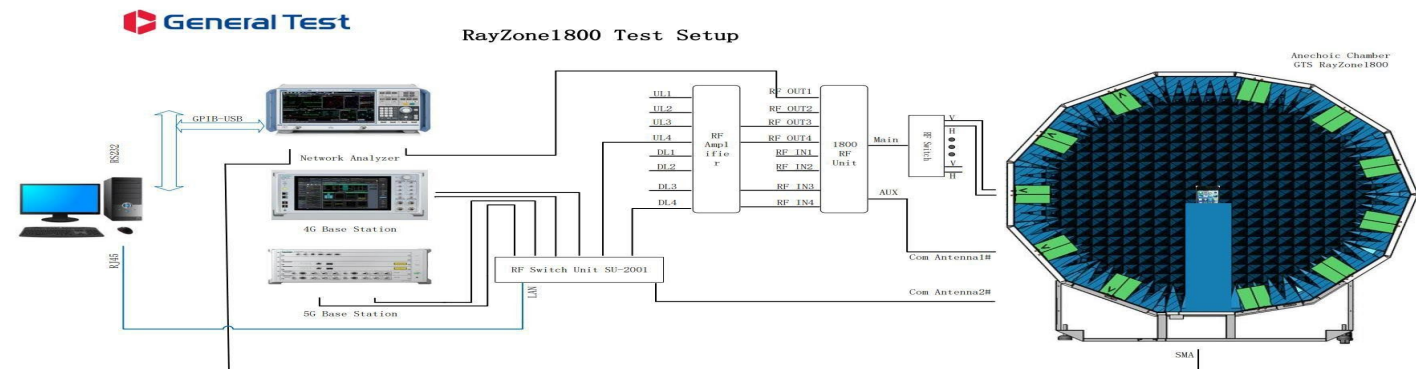 General Test
RayZone1800 Test Setup
Anechoic Chamber
GTS RayZone1800
GPIB-USB
RS232
Network Analyzer
4G Base Station
5G Base Station
RJ45
LAN
RF Switch Unit SU-2001
UL1
UL2
UL3
UL4
DL1
DL2
DL3
DL4
RF
Ampl
ifie
r
RF OUT1
RF OUT2
RF OUT3
RF OUT4
RF IN1
RF IN2
RF IN3
RF IN4
1800
RF
Unit
Main
AUX
RF Switch
V
H
V
H
Com Antenna1#
Com Antenna2#
SMA